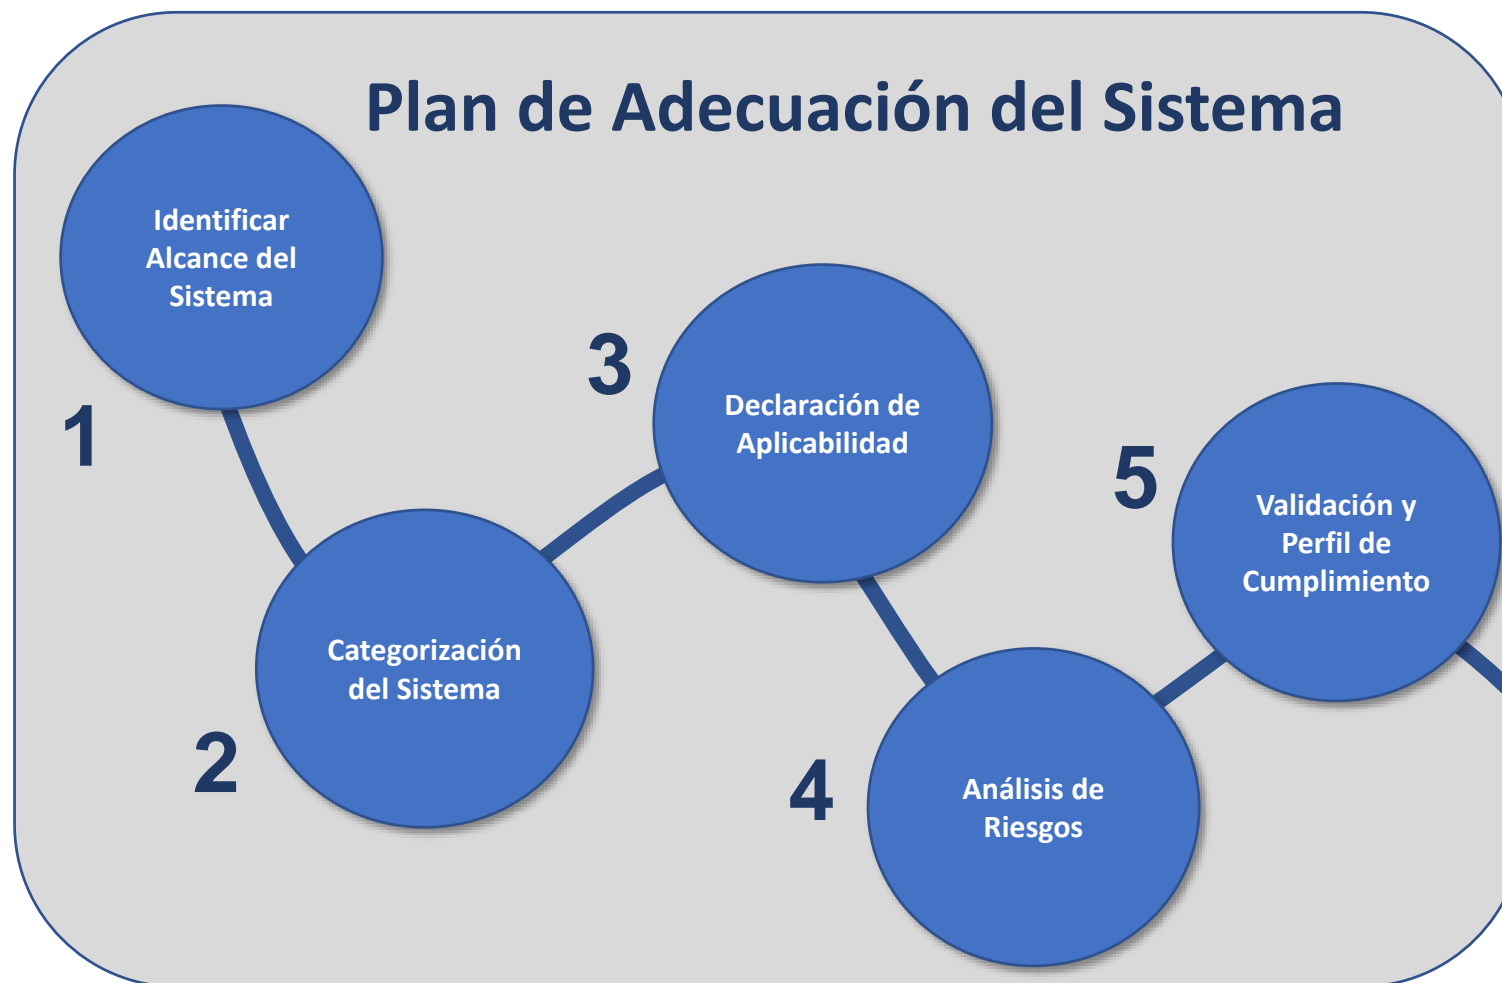 Plan de Adecuación del Sistema
Identificar
Alcance del
Sistema
1
Categorización
del Sistema
2
3
Declaración de
Aplicabilidad
4
Análisis de
Riesgos
5
Validación y
Perfil de
Cumplimiento